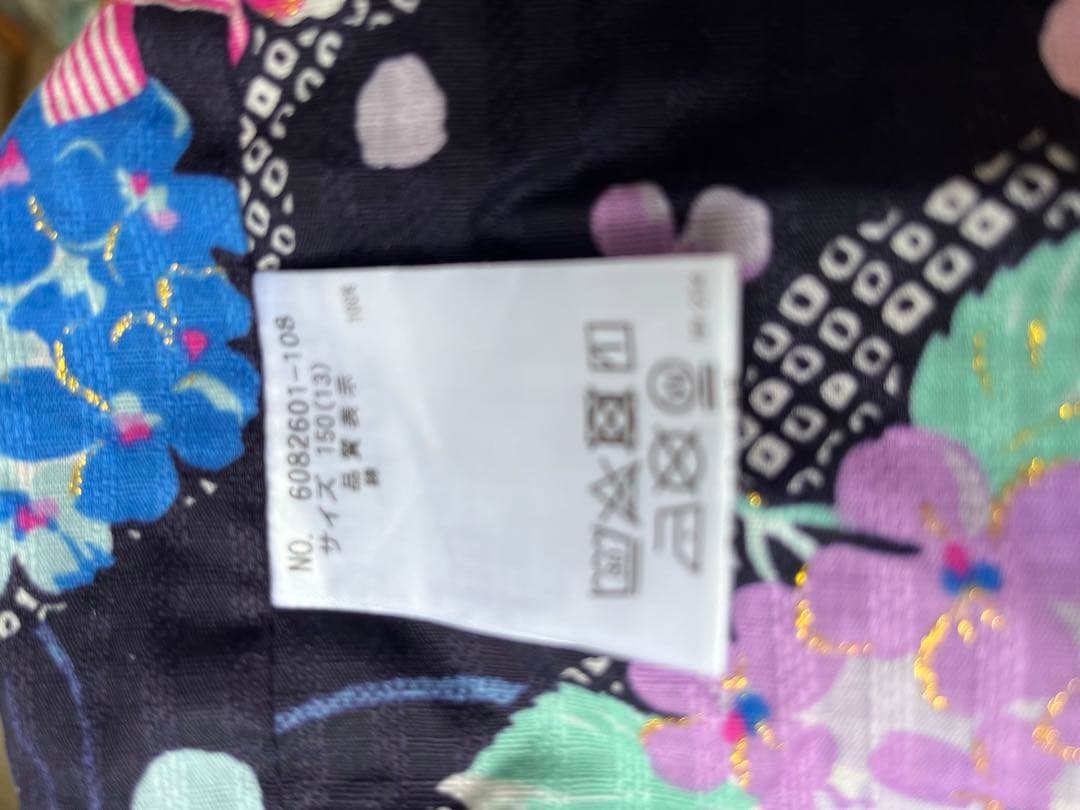 NO. 6082601-108
サイズ 150(13)
品 質 表 示
綿 100%